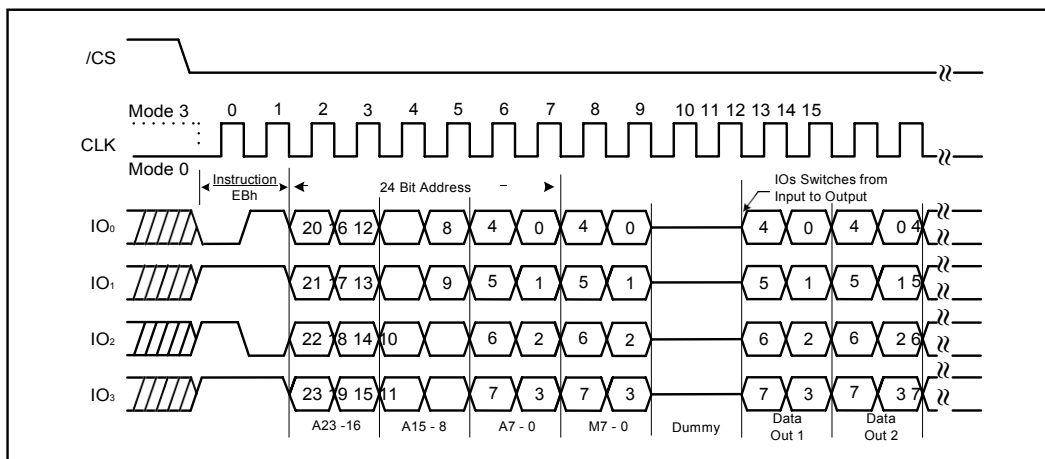 /CS
Mode 3 0 1 2 3 4 5 6 7 8 9 10 11 12 13 14 15
CLK
Mode 0
Instruction
EBh
24 Bit Address
IOs Switches from
Input to Output
IO0 20 16 12 8 4 0 4 0 4 0 4 0 4
IO1 21 17 13 9 5 1 5 1 5 1 5 1 5
IO2 22 18 14 10 6 2 6 2 6 2 6 2 6
IO3 23 19 15 11 7 3 7 3 7 3 7 3 7
A23 - 16 A15 - 8 A7 - 0 M7 - 0 Dummy Data Out 1 Data Out 2